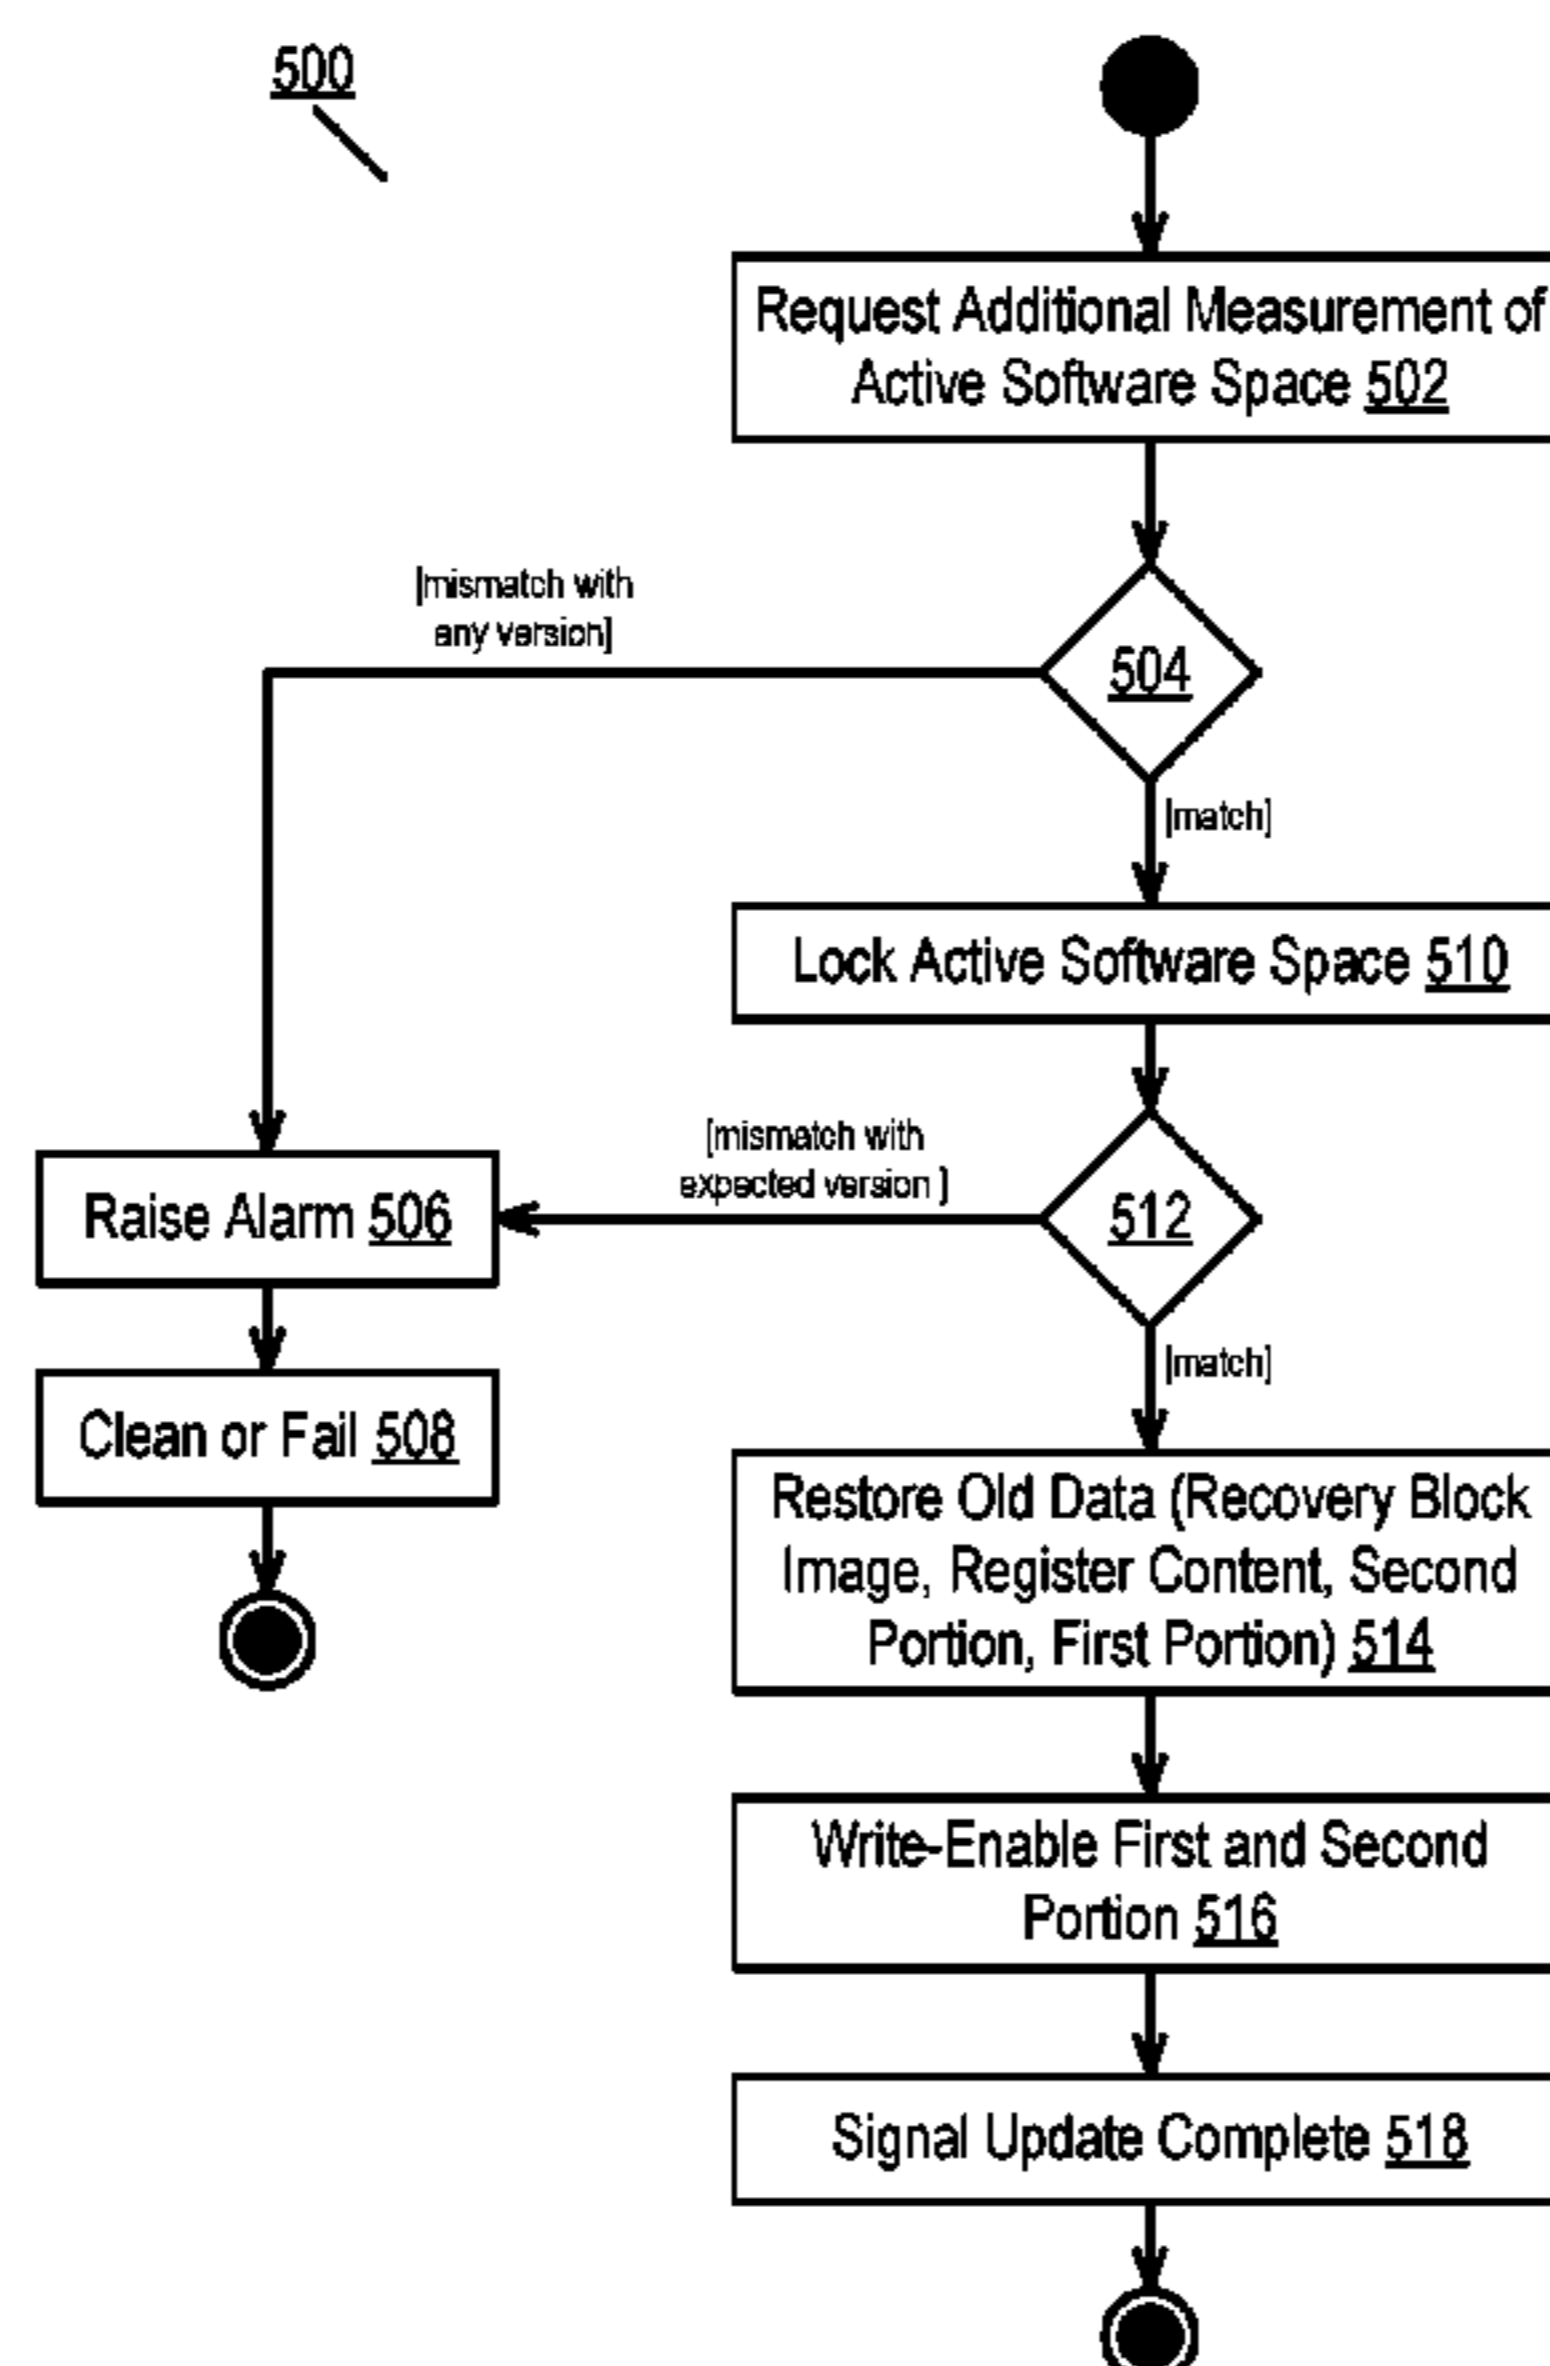 500
Request Additional Measurement of
Active Software Space 502
[mismatch with
any version]
504
[match]
Lock Active Software Space 510
[mismatch with
expected version ]
512
Raise Alarm 506
[match]
Clean or Fail 508
Restore Old Data (Recovery Block
Image, Register Content, Second
Portion, First Portion) 514
Write-Enable First and Second
Portion 516
Signal Update Complete 518